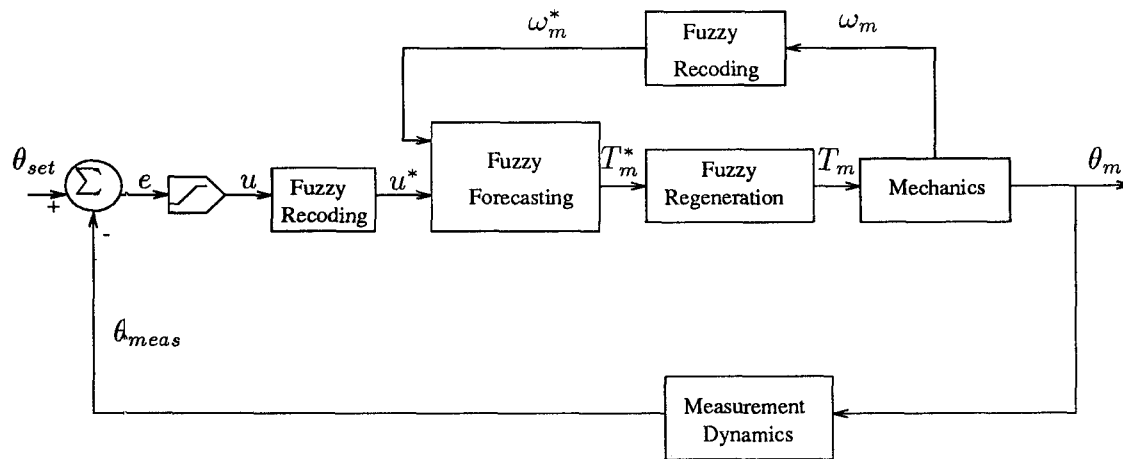 ω*m
Fuzzy
Recoding
ωm
θset
+
Σ
-
e
u
Fuzzy
Recoding
u*
Fuzzy
Forecasting
T*m
Fuzzy
Regeneration
Tm
Mechanics
θm
θmeas
Measurement
Dynamics